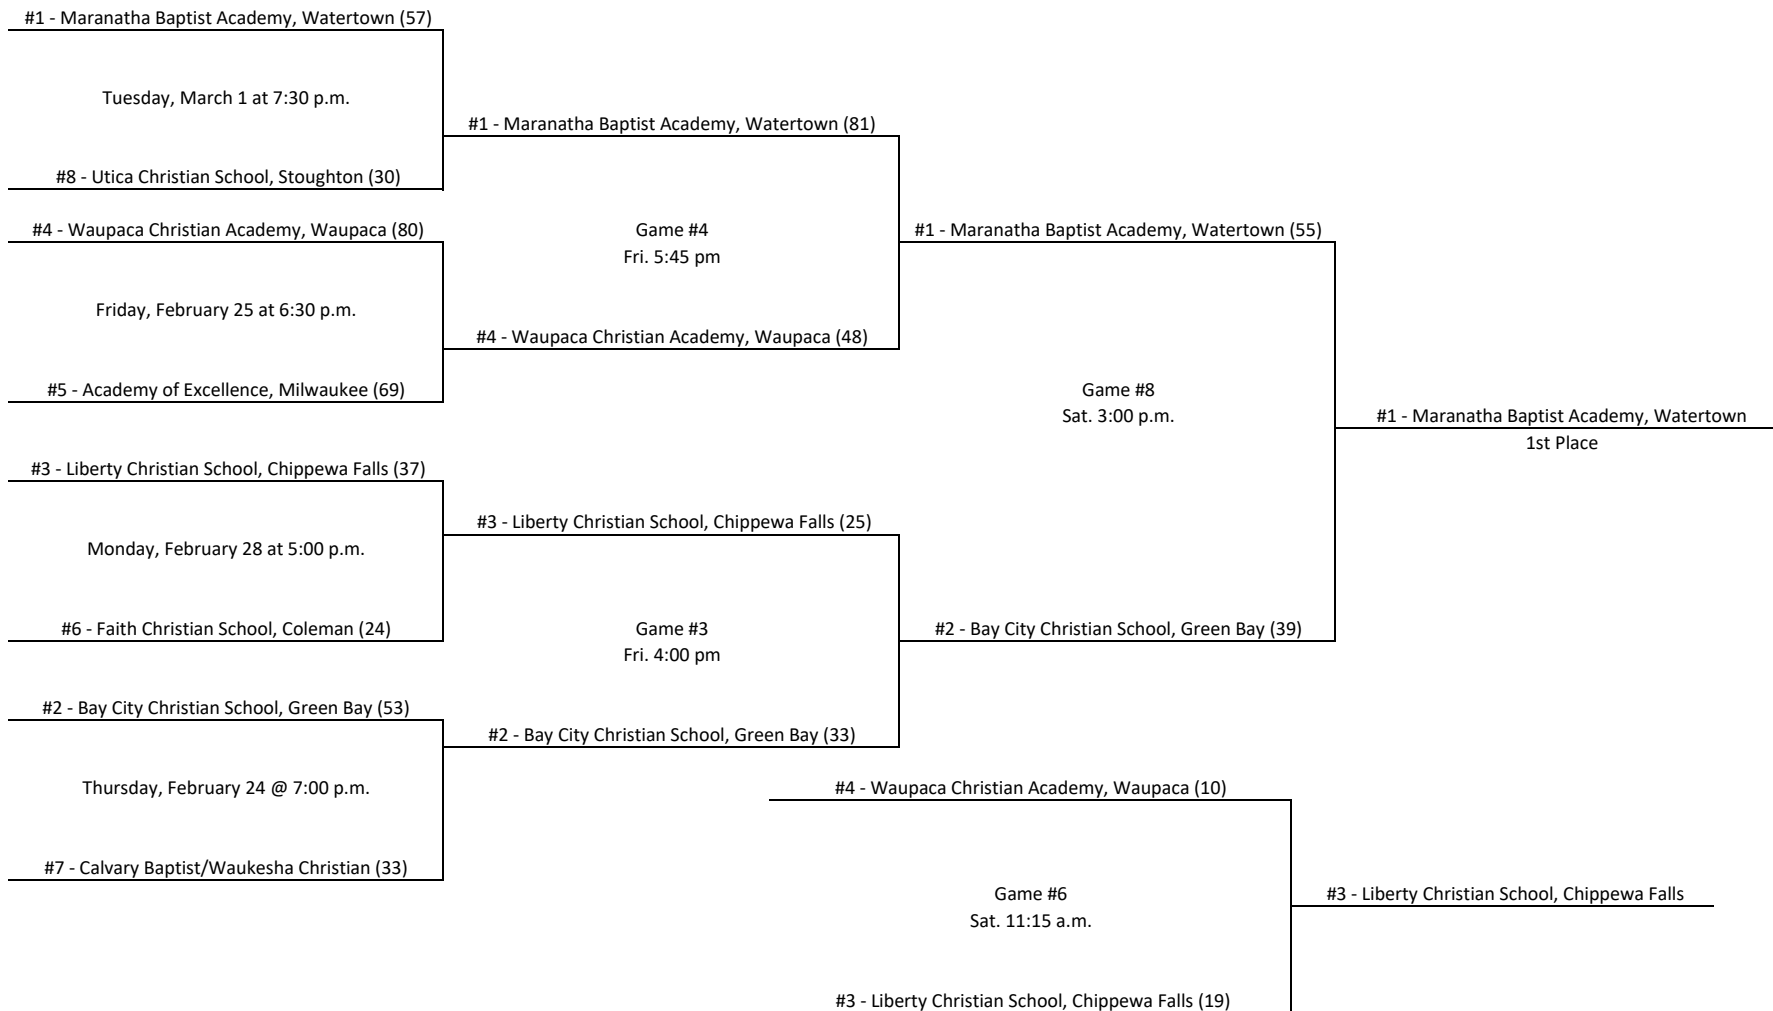 #1 - Maranatha Baptist Academy, Watertown (57)
Tuesday, March 1 at 7:30 p.m.
#1 - Maranatha Baptist Academy, Watertown (81)
#8 - Utica Christian School, Stoughton (30)
#4 - Waupaca Christian Academy, Waupaca (80)
Game #4
Fri. 5:45 pm
#1 - Maranatha Baptist Academy, Watertown (55)
Friday, February 25 at 6:30 p.m.
#4 - Waupaca Christian Academy, Waupaca (48)
#5 - Academy of Excellence, Milwaukee (69)
Game #8
Sat. 3:00 p.m.
#1 - Maranatha Baptist Academy, Watertown
1st Place
#3 - Liberty Christian School, Chippewa Falls (37)
#3 - Liberty Christian School, Chippewa Falls (25)
Monday, February 28 at 5:00 p.m.
#6 - Faith Christian School, Coleman (24)
Game #3
Fri. 4:00 pm
#2 - Bay City Christian School, Green Bay (39)
#2 - Bay City Christian School, Green Bay (53)
#2 - Bay City Christian School, Green Bay (33)
Thursday, February 24 @ 7:00 p.m.
#4 - Waupaca Christian Academy, Waupaca (10)
#7 - Calvary Baptist/Waukesha Christian (33)
Game #6
Sat. 11:15 a.m.
#3 - Liberty Christian School, Chippewa Falls
#3 - Liberty Christian School, Chippewa Falls (19)